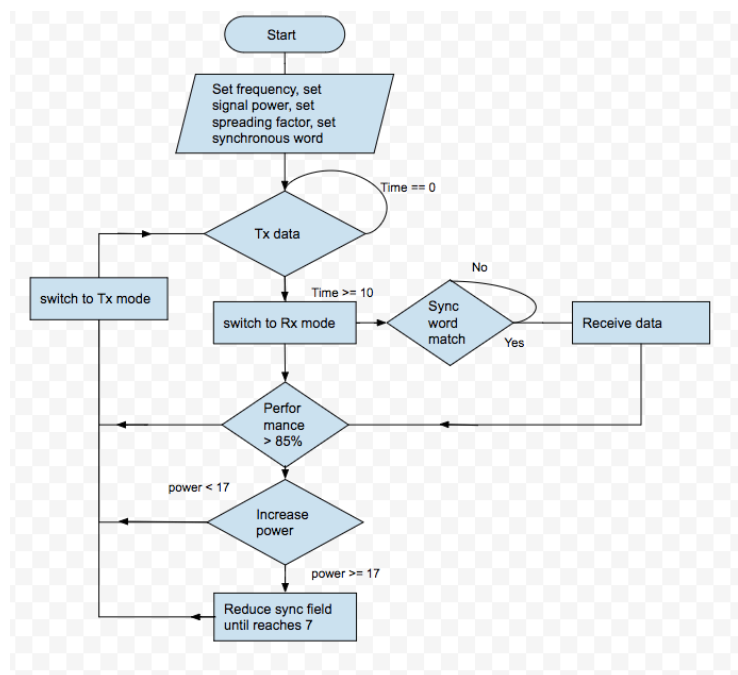 Start
Set frequency, set
signal power, set
spreading factor, set
synchronous word
Time == 0
Tx data
switch to Tx mode
Time >= 10
switch to Rx mode
No
Sync
word
match
Yes
Receive data
Perfor
mance
> 85%
power < 17
Increase
power
power >= 17
Reduce sync field
until reaches 7